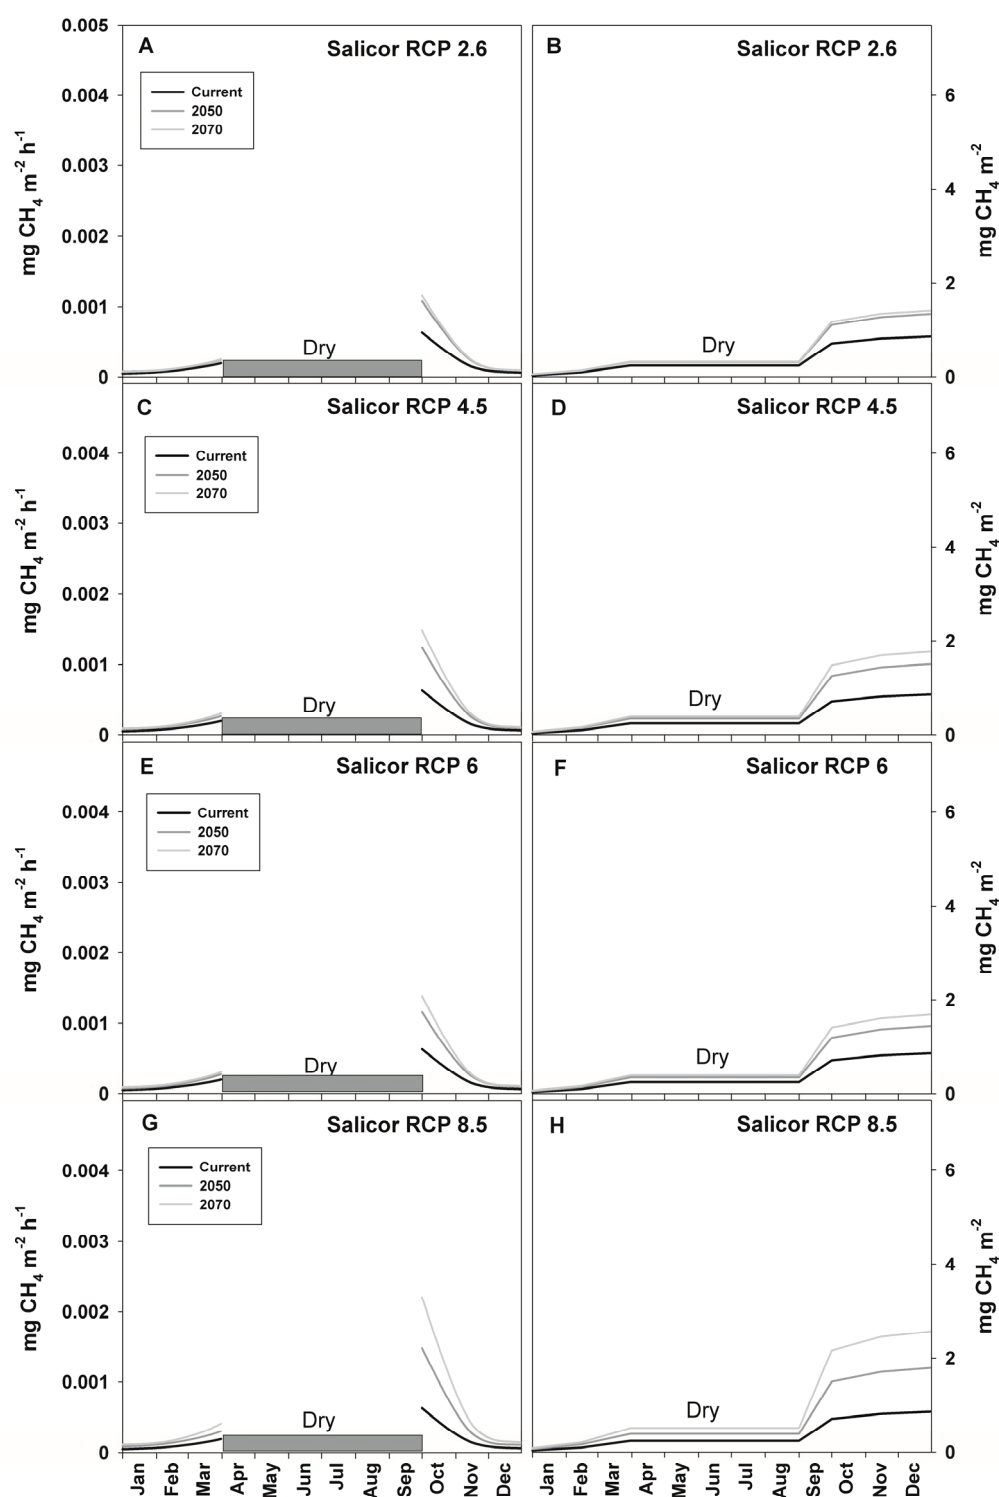 0.005
A
Salicor RCP 2.6
B
Salicor RCP 2.6
Current
2050
2070
0.004
0.003
0.002
0.001
0
mg CH4 m-2 h-1
Dry
Dry
6
4
2
0
mg CH4 m-2
C
Salicor RCP 4.5
D
Salicor RCP 4.5
Current
2050
2070
0.004
0.003
0.002
0.001
0
mg CH4 m-2 h-1
Dry
Dry
6
4
2
0
mg CH4 m-2
E
Salicor RCP 6
F
Salicor RCP 6
Current
2050
2070
0.004
0.003
0.002
0.001
0
mg CH4 m-2 h-1
Dry
Dry
6
4
2
0
mg CH4 m-2
G
Salicor RCP 8.5
H
Salicor RCP 8.5
Current
2050
2070
0.004
0.003
0.002
0.001
0
mg CH4 m-2 h-1
Dry
Dry
6
4
2
0
mg CH4 m-2
Jan Feb Mar Apr May Jun Jul Aug Sep Oct Nov Dec
Jan Feb Mar Apr May Jun Jul Aug Sep Oct Nov Dec